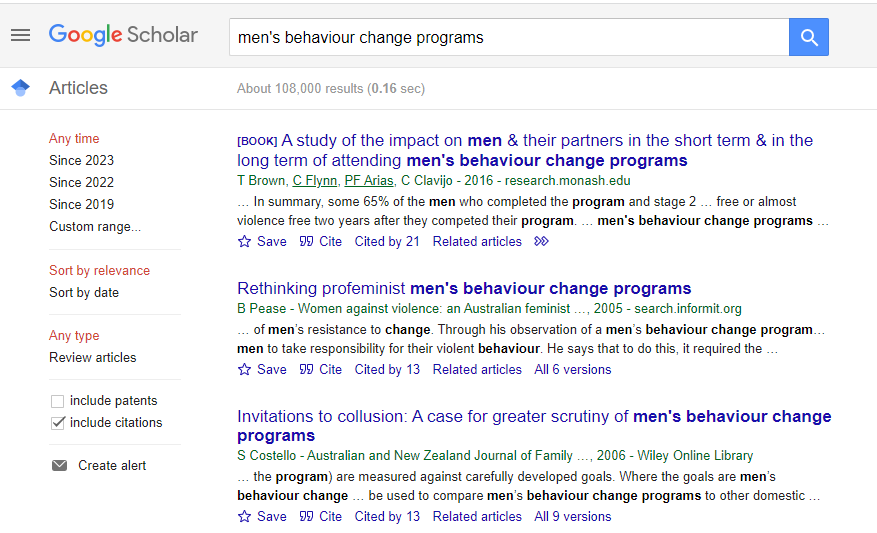 Google Scholar
men's behaviour change programs
Articles
About 108,000 results (0.16 sec)
Any time
Since 2023
Since 2022
Since 2019
Custom range...
Sort by relevance
Sort by date
Any type
Review articles
include patents
include citations
Create alert
[BOOK] A study of the impact on men & their partners in the short term & in the
long term of attending men's behaviour change programs
T Brown, C Flynn, PF Arias, C Clavijo - 2016 - research.monash.edu
… In summary, some 65% of the men who completed the program and stage 2 … free or almost
violence free two years after they competed their program. … men's behaviour change programs …
Save Cite Cited by 21 Related articles
Rethinking profeminist men's behaviour change programs
B Pease - Women against violence: an Australian feminist …, 2005 - search.informit.org
… of men's resistance to change. Through his observation of a men's behaviour change program…
men to take responsibility for their violent behaviour. He says that to do this, it required the …
Save Cite Cited by 13 Related articles All 6 versions
Invitations to collusion: A case for greater scrutiny of men's behaviour change
programs
S Costello - Australian and New Zealand Journal of Family …, 2006 - Wiley Online Library
… the program) are measured against carefully developed goals. Where the goals are men's
behaviour change … be used to compare men's behaviour change programs to other domestic …
Save Cite Cited by 13 Related articles All 9 versions